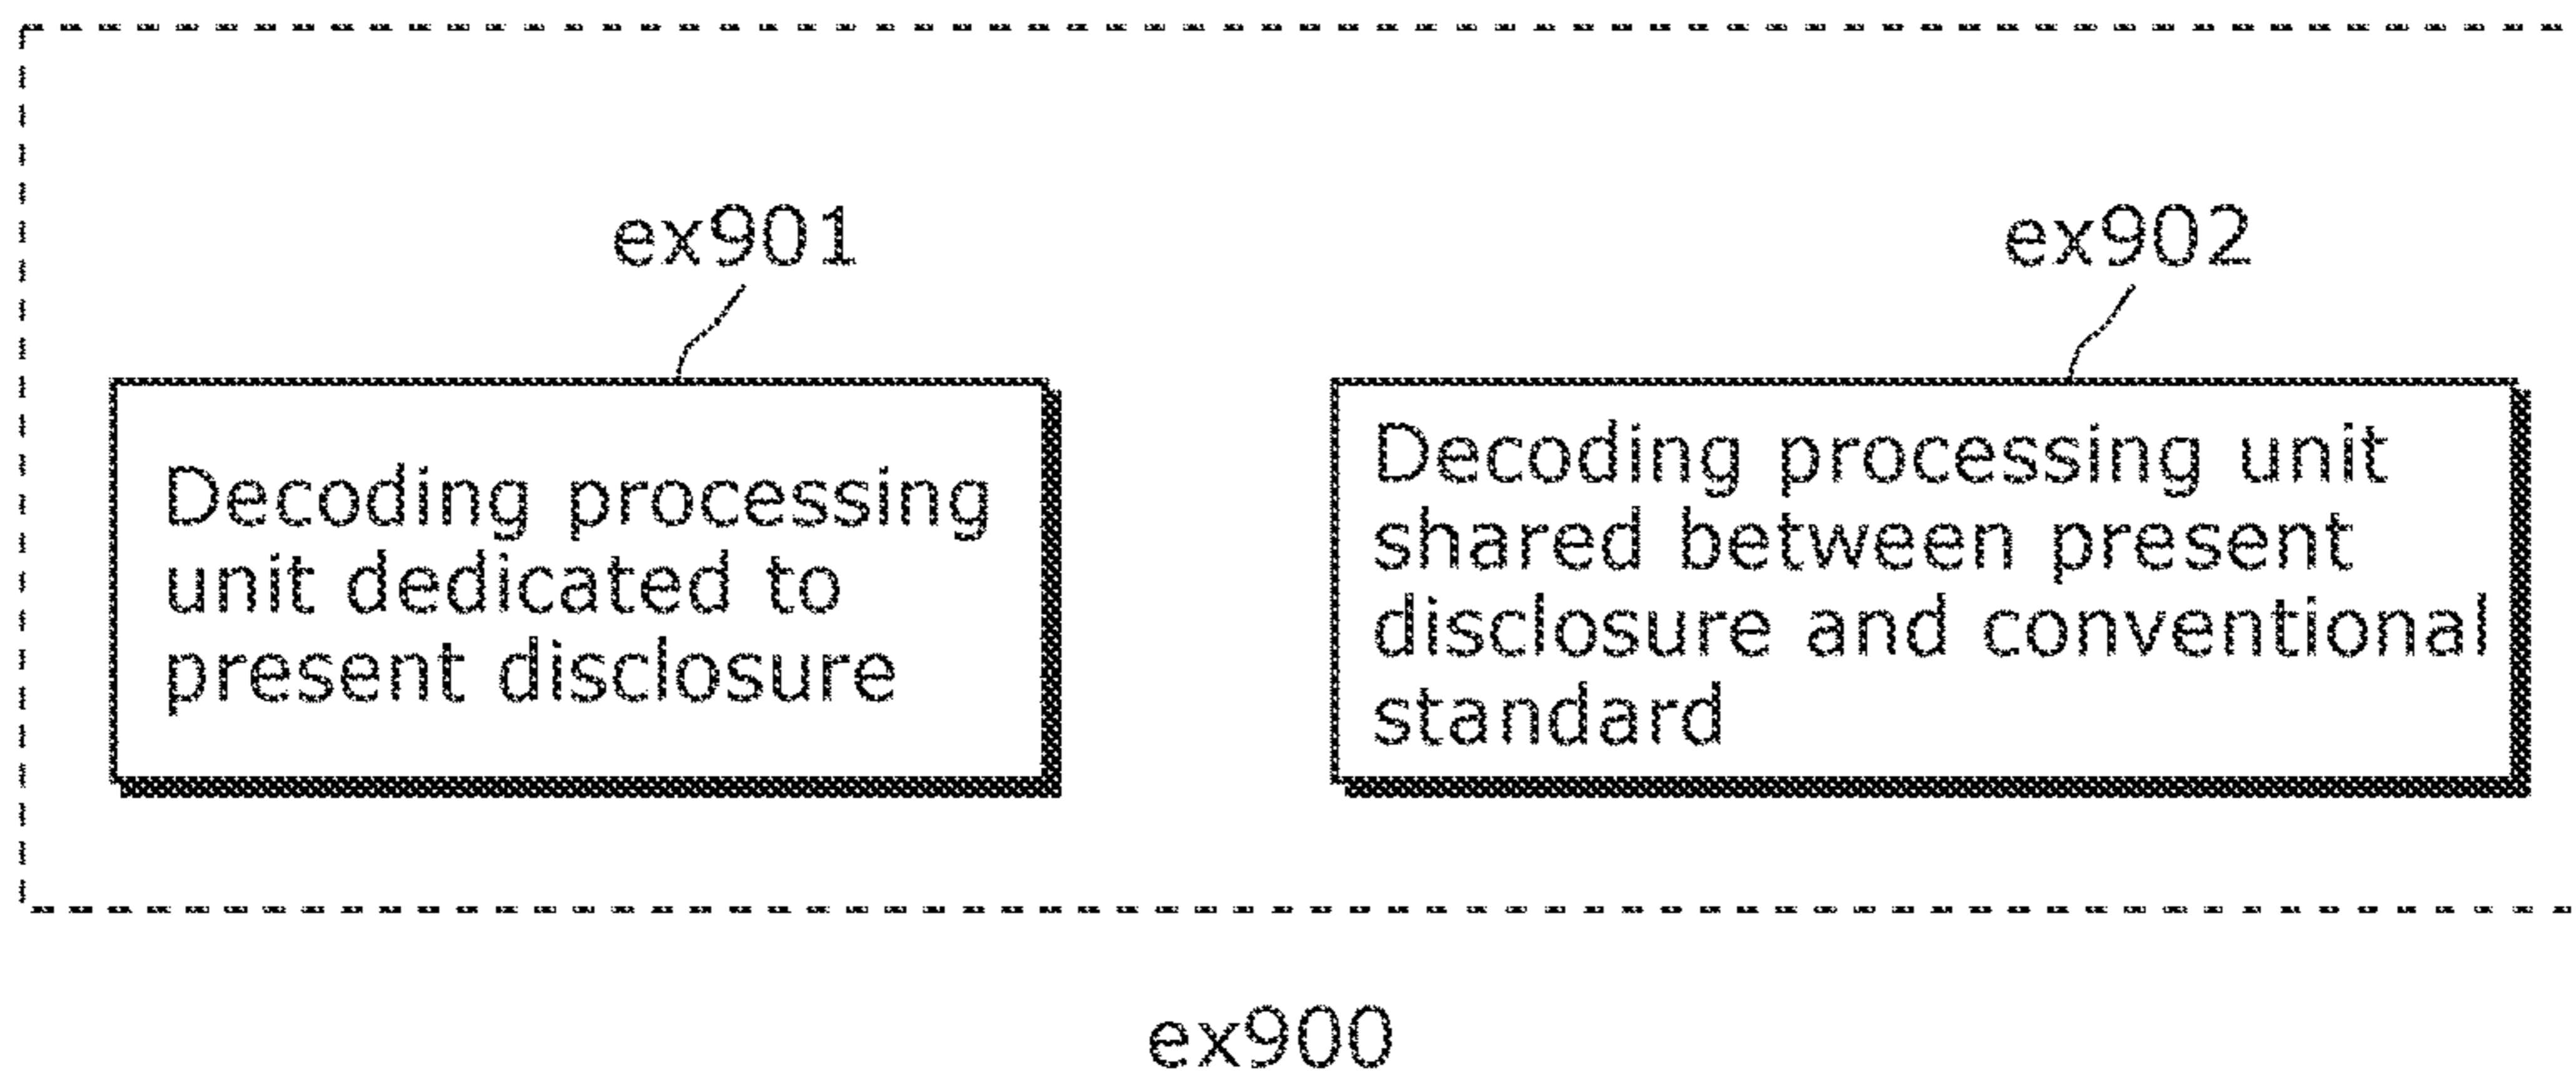 ex901
ex902
Decoding processing
unit dedicated to
present disclosure
Decoding processing unit
shared between present
disclosure and conventional
standard
ex900